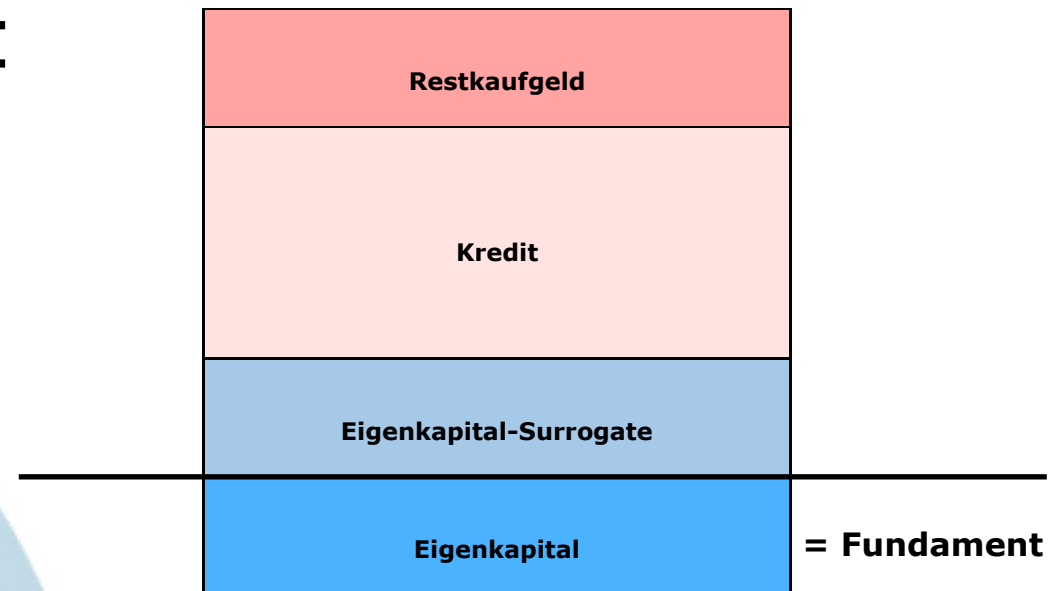 Restkaufgeld
Kredit
Eigenkapital-Surrogate
Eigenkapital
= Fundament